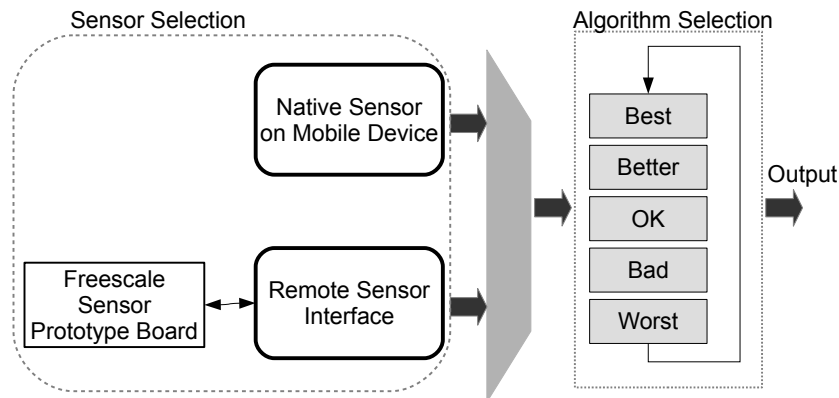 Sensor Selection
Algorithm Selection
Native Sensor
on Mobile Device
Best
Better
OK
Bad
Worst
Output
Freescale
Sensor
Prototype Board
Remote Sensor
Interface